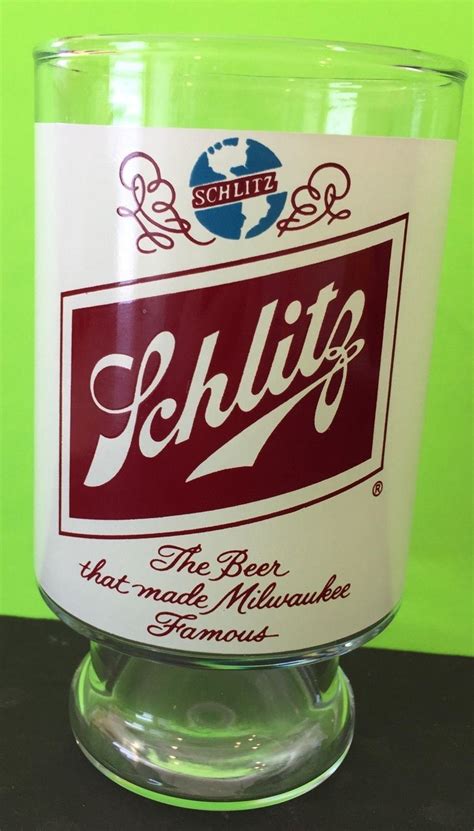 SCHLITZ
Schlitz
®
The Beer
that made Milwaukee
Famous